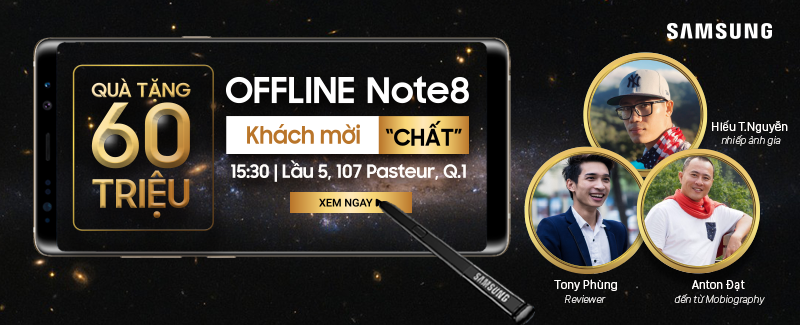 SAMSUNG
QUÀ TẶNG
60
TRIỆU
OFFLINE Note8
Khách mời "CHẤT"
15:30 | Lầu 5, 107 Pasteur, Q.1
XEM NGAY
SAMSUNG
Hiếu T.Nguyễn
nhiếp ảnh gia
Tony Phùng
Reviewer
Anton Đạt
đến từ Mobiography